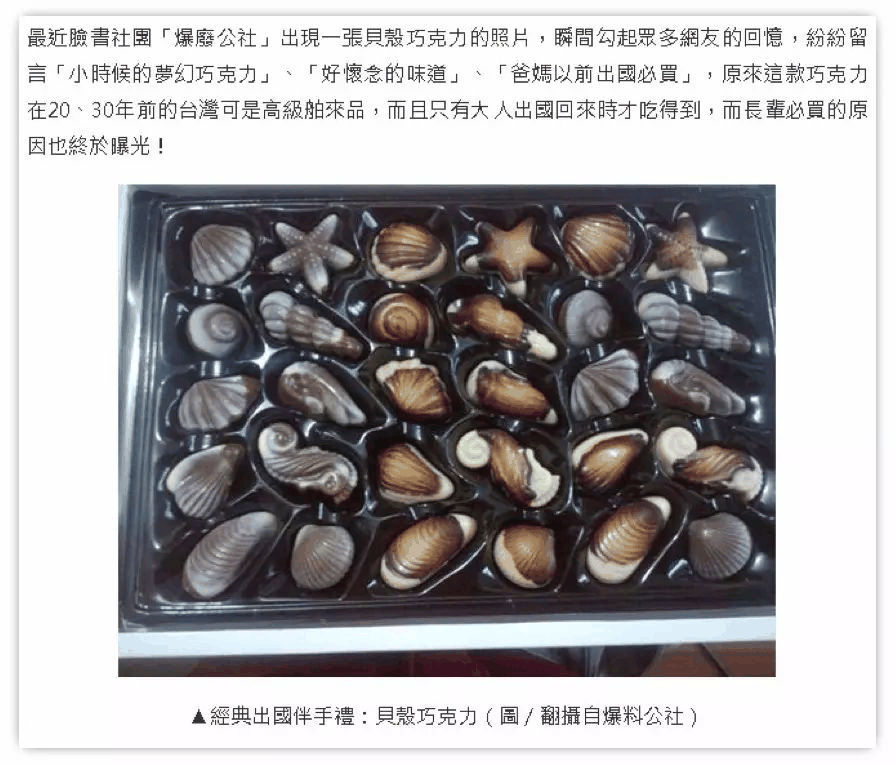 最近臉書社團「爆廢公社」出現一張貝殼巧克力的照片，瞬間勾起眾多網友的回憶，紛紛留
言「小時候的夢幻巧克力」、「好懷念的味道」、「爸媽以前出國必買」，原來這款巧克力
在20、30年前的台灣可是高級舶來品，而且只有大人出國回來時才吃得到，而長輩必買的原
因也終於曝光！
▲經典出國伴手禮：貝殼巧克力（圖／翻攝自爆料公社）